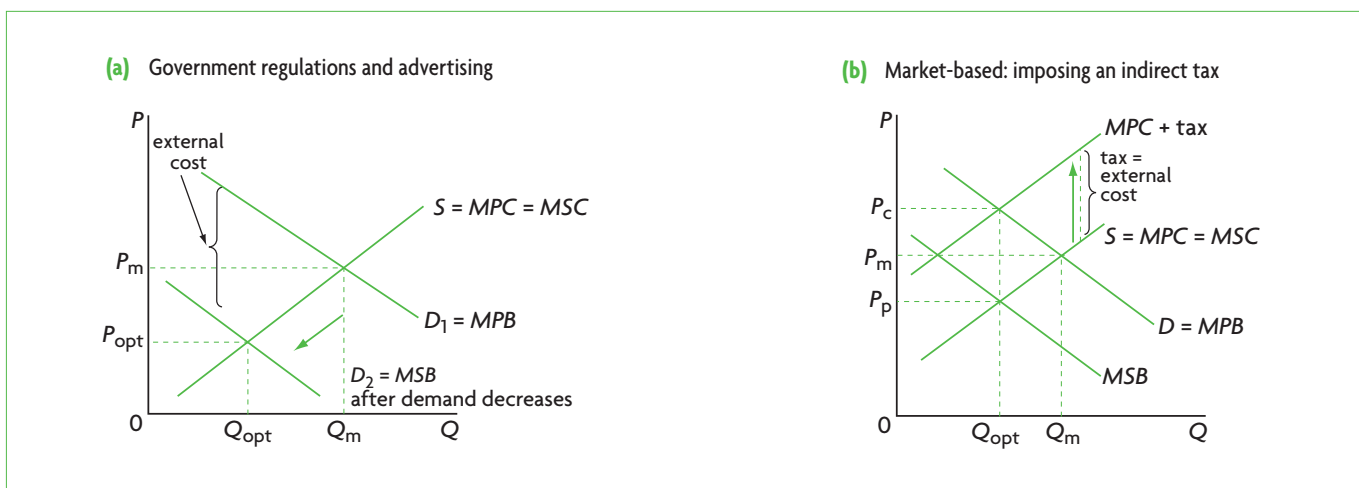 (a) Government regulations and advertising
P
external
cost
S = MPC = MSC
Pm
D1 = MPB
Popt
D2 = MSB
after demand decreases
0
Qopt
Qm
Q
(b) Market-based: imposing an indirect tax
P
MPC + tax
tax =
external
cost
Pc
S = MPC = MSC
Pm
Pp
D = MPB
MSB
0
Qopt
Qm
Q